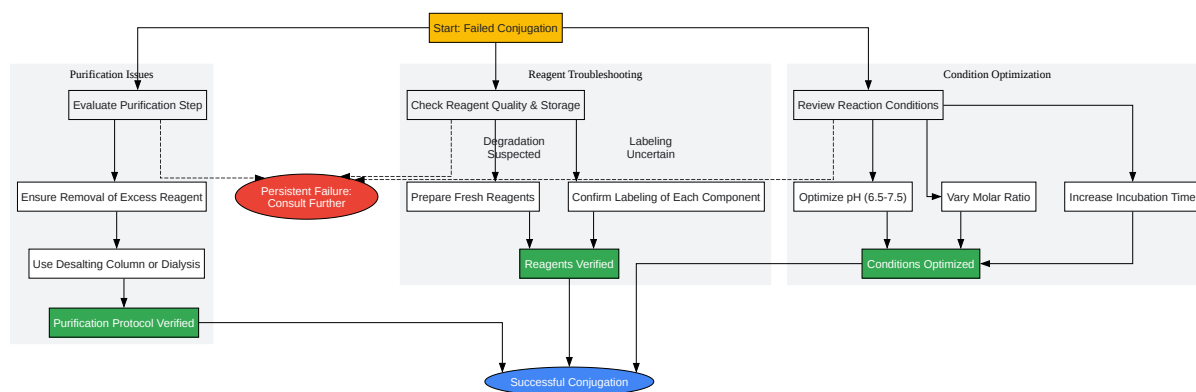 Start: Failed Conjugation
Purification Issues
Reagent Troubleshooting
Condition Optimization
Evaluate Purification Step
Check Reagent Quality & Storage
Review Reaction Conditions
Degradation
Suspected
Labeling
Uncertain
Persistent Failure:
Consult Further
Ensure Removal of Excess Reagent
Prepare Fresh Reagents
Confirm Labeling of Each Component
Optimize pH (6.5-7.5)
Vary Molar Ratio
Increase Incubation Time
Use Desalting Column or Dialysis
Reagents Verified
Conditions Optimized
Purification Protocol Verified
Successful Conjugation